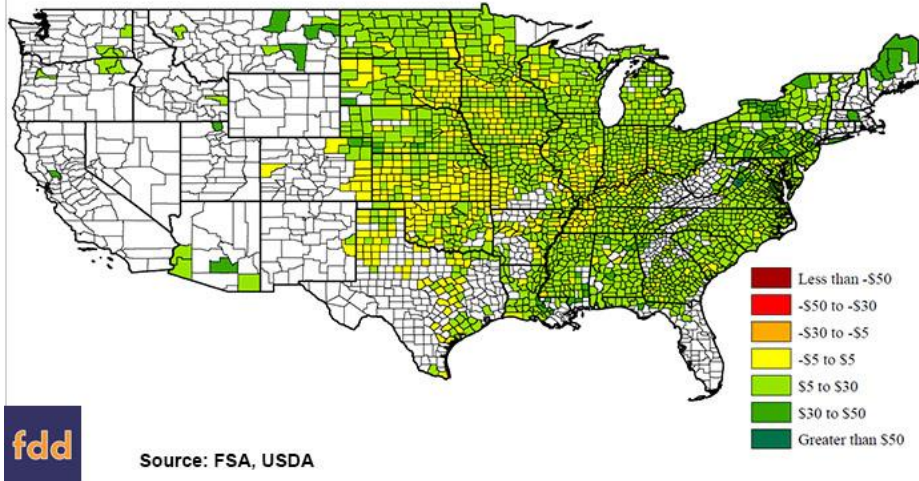 Less than -$50
-$50 to -$30
-$30 to -$5
-$5 to $5
$5 to $30
$30 to $50
Greater than $50
fdd
Source: FSA, USDA